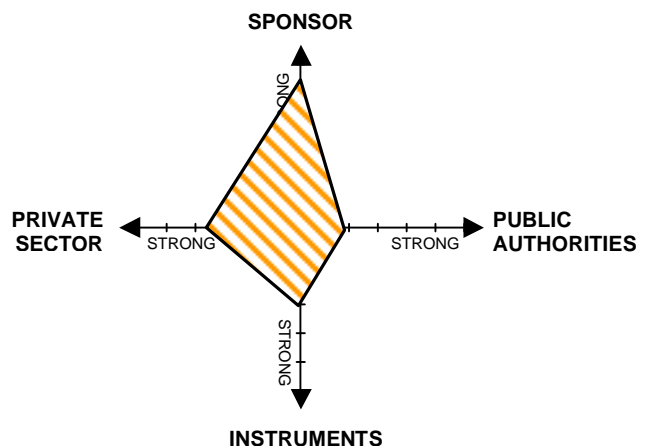 SPONSOR
PRIVATE
SECTOR
STRONG
STRONG
PUBLIC
AUTHORITIES
STRONG
INSTRUMENTS